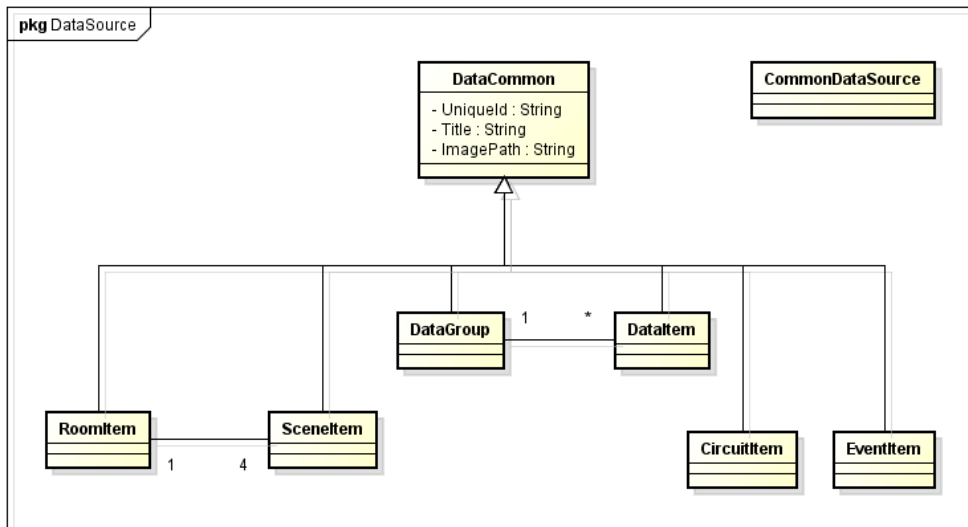 pkg DataSource
DataCommon
- UniqueId : String
- Title : String
- ImagePath : String
CommonDataSource
DataGroup
1
*
DataItem
RoomItem
1
4
SceneItem
CircuitItem
EventItem